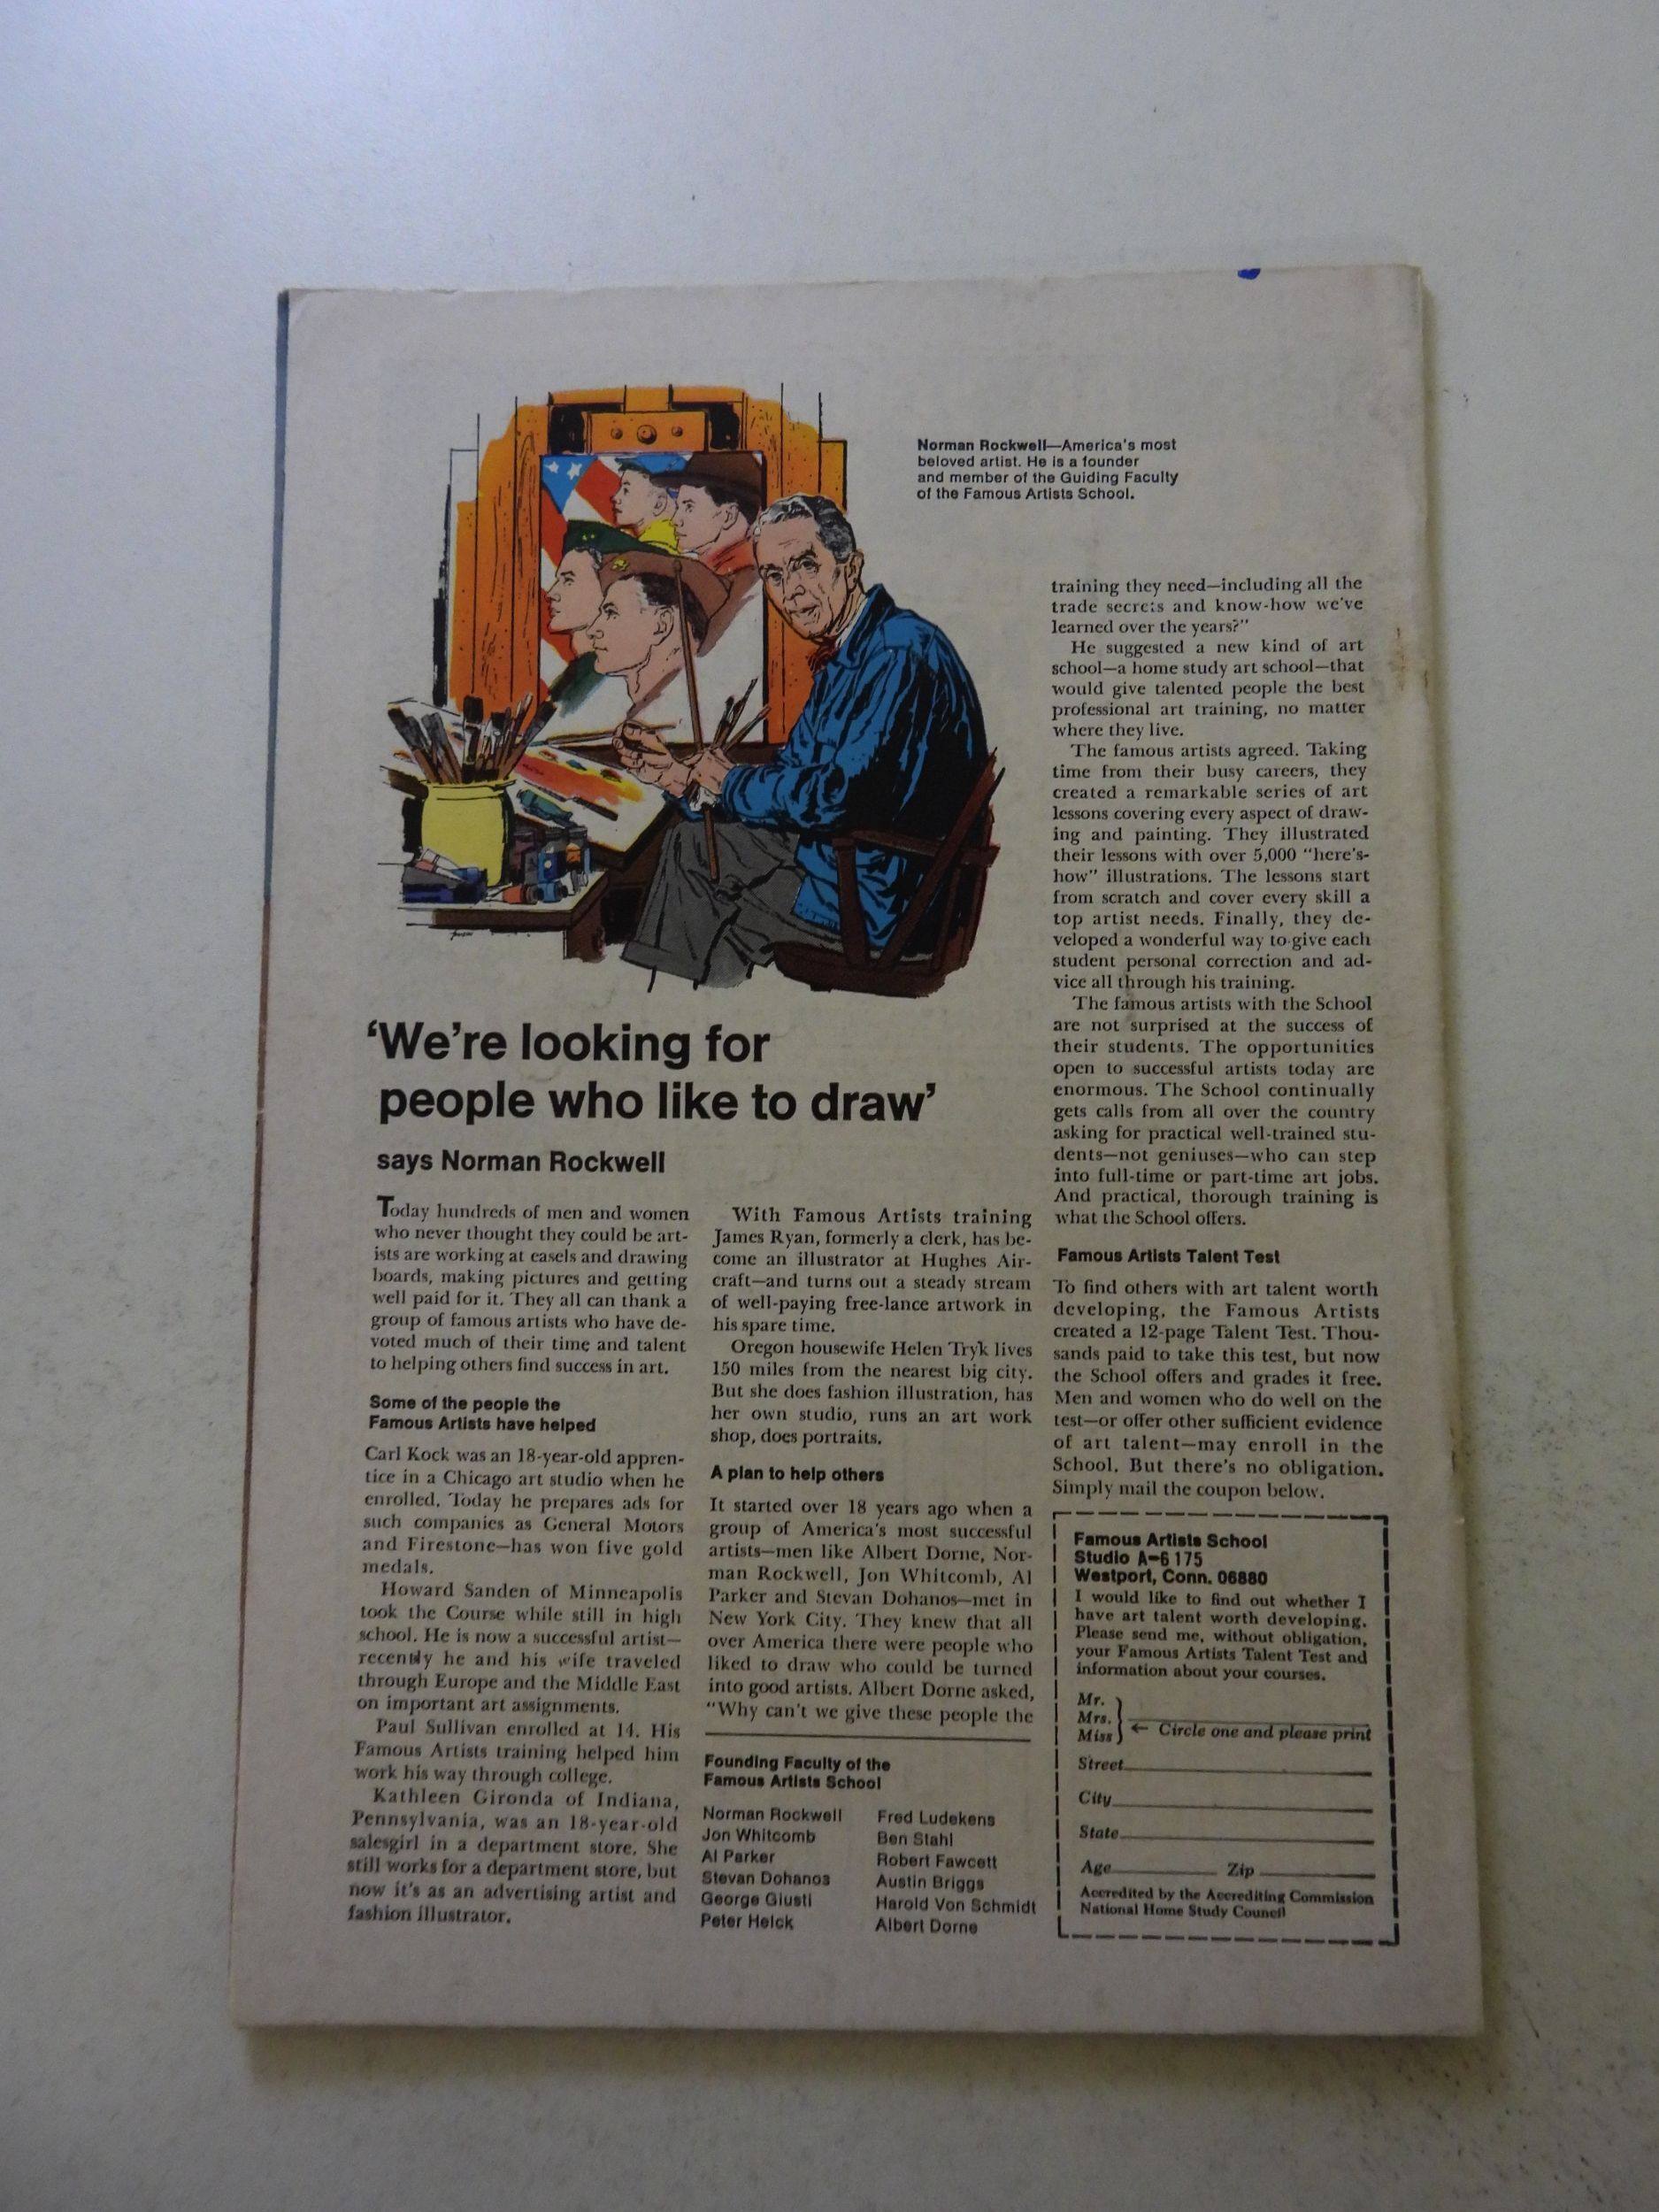 Norman Rockwell—America's most
beloved artist. He is a founder
and member of the Guiding Faculty
of the Famous Artists School.
'We're looking for
people who like to draw'
says Norman Rockwell
Today hundreds of men and women
who never thought they could be art-
ists are working at easels and drawing
boards, making pictures and getting
well paid for it. They all can thank a
group of famous artists who have de-
voted much of their time and talent
to helping others find success in art.
Some of the people the
Famous Artists have helped
Carl Kock was an 18-year-old appren-
tice in a Chicago art studio when he
enrolled. Today he prepares ads for
such companies as General Motors
and Firestone—has won five gold
medals.
Howard Sanden of Minneapolis
took the Course while still in high
school. He is now a successful artist—
recently he and his wife traveled
through Europe and the Middle East
on important art assignments.
Paul Sullivan enrolled at 14. His
Famous Artists training helped him
work his way through college.
Kathleen Gironda of Indiana,
Pennsylvania, was an 18-year-old
salesgirl in a department store. She
still works for a department store, but
now it's as an advertising artist and
fashion illustrator.
With Famous Artists training
James Ryan, formerly a clerk, has be-
come an illustrator at Hughes Air-
craft—and turns out a steady stream
of well-paying free-lance artwork in
his spare time.
Oregon housewife Helen Tryk lives
150 miles from the nearest big city.
But she does fashion illustration, has
her own studio, runs an art work
shop, does portraits.
A plan to help others
It started over 18 years ago when a
group of America's most successful
artists—men like Albert Dorne, Nor-
man Rockwell, Jon Whitcomb, Al
Parker and Stevan Dohanos—met in
New York City. They knew that all
over America there were people who
liked to draw who could be turned
into good artists. Albert Dorne asked,
"Why can't we give these people the
Founding Faculty of the
Famous Artists School
Norman Rockwell
Jon Whitcomb
Al Parker
Stevan Dohanos
George Giusti
Peter Helck
Fred Ludekens
Ben Stahl
Robert Fawcett
Austin Briggs
Harold Von Schmidt
Albert Dorne
training they need—including all the
trade secrets and know-how we've
learned over the years?"
He suggested a new kind of art
school—a home study art school—that
would give talented people the best
professional art training, no matter
where they live.
The famous artists agreed. Taking
time from their busy careers, they
created a remarkable series of art
lessons covering every aspect of draw-
ing and painting. They illustrated
their lessons with over 5,000 "here's-
how" illustrations. The lessons start
from scratch and cover every skill a
top artist needs. Finally, they de-
veloped a wonderful way to give each
student personal correction and ad-
vice all through his training.
The famous artists with the School
are not surprised at the success of
their students. The opportunities
open to successful artists today are
enormous. The School continually
gets calls from all over the country
asking for practical well-trained stu-
dents—not geniuses—who can step
into full-time or part-time art jobs.
And practical, thorough training is
what the School offers.
Famous Artists Talent Test
To find others with art talent worth
developing, the Famous Artists
created a 12-page Talent Test. Thou-
sands paid to take this test, but now
the School offers and grades it free.
Men and women who do well on the
test—or offer other sufficient evidence
of art talent—may enroll in the
School. But there's no obligation.
Simply mail the coupon below.
Famous Artists School
Studio A-6175
Westport, Conn. 06880
I would like to find out whether I
have art talent worth developing.
Please send me, without obligation,
your Famous Artists Talent Test and
information about your courses.
Mr.
Mrs.
Miss ← Circle one and please print
Street
City
State
Age Zip
Accredited by the Accrediting Commission
National Home Study Council